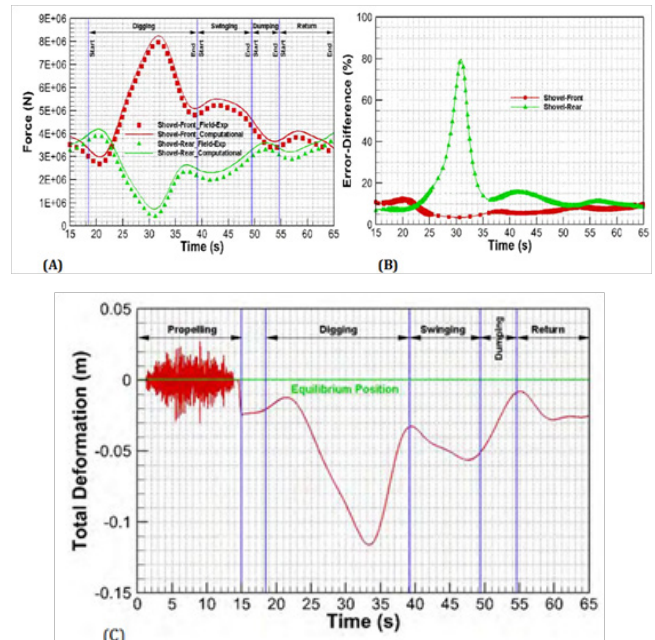 9E+06
8E+06
7E+06
6E+06
5E+06
4E+06
3E+06
2E+06
1E+06
0
Force (N)
Digging
Swinging
Dumping
Return
Start
End
Start
End
Start
End
Start
End
Shovel-Front_Field-Exp
Shovel-Front_Computational
Shovel-Rear_Field-Exp
Shovel-Rear_Computational
15 20 25 30 35 40 45 50 55 60 65
Time (s)
(A)
100
80
60
40
20
10
0
Error-Difference (%)
Shovel-Front
Shovel-Rear
15 20 25 30 35 40 45 50 55 60 65
Time (s)
(B)
0.05
0
-0.05
-0.1
-0.15
Total Deformation (m)
Propelling
Digging
Swinging
Dumping
Return
Equilibrium Position
0 5 10 15 20 25 30 35 40 45 50 55 60 65
Time (s)
(C)